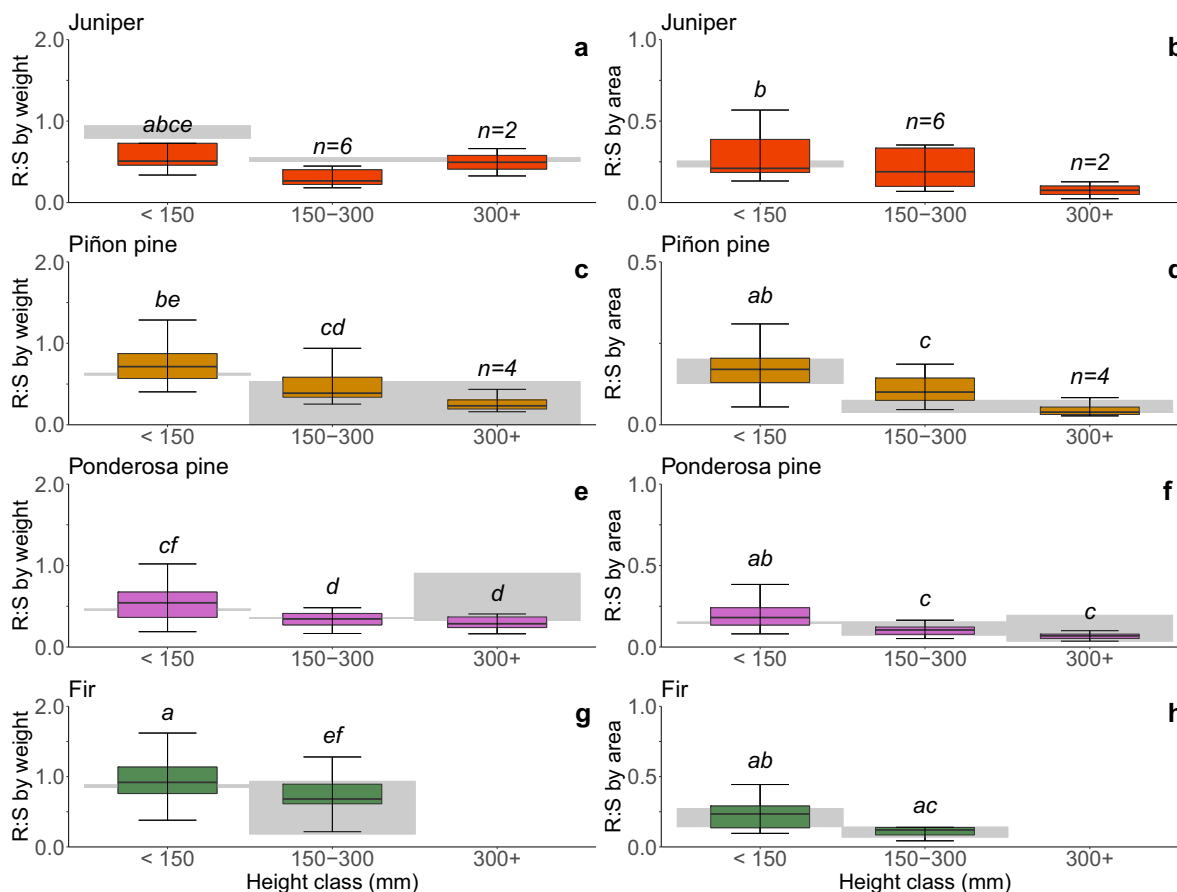 Juniper
a
R:S by weight
2.0
1.0
0.0
abce
n=6
n=2
< 150
150−300
300+
Juniper
b
R:S by area
1.0
0.5
0.0
b
n=6
n=2
< 150
150−300
300+
Piñon pine
c
R:S by weight
2.0
1.0
0.0
be
cd
n=4
< 150
150−300
300+
Piñon pine
d
R:S by area
0.5
0.0
ab
c
n=4
< 150
150−300
300+
Ponderosa pine
e
R:S by weight
2.0
1.0
0.0
cf
d
d
< 150
150−300
300+
Ponderosa pine
f
R:S by area
1.0
0.5
0.0
ab
c
c
< 150
150−300
300+
Fir
g
R:S by weight
2.0
1.0
0.0
a
ef
< 150
150−300
300+
Height class (mm)
Fir
h
R:S by area
1.0
0.5
0.0
ab
ac
< 150
150−300
300+
Height class (mm)